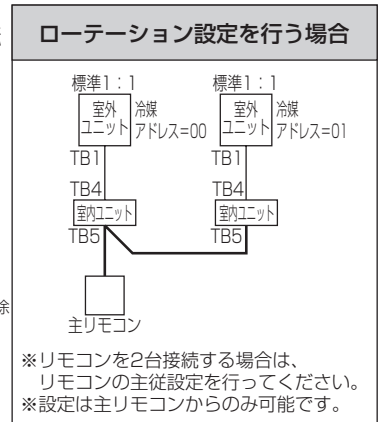 ローテーション設定を行う場合
標準1：1 標準1：1
室外 冷媒 室外 冷媒
ユニット アドレス=00 ユニット アドレス=01
TB1 TB1
TB4 TB4
室内ユニット 室内ユニット
TB5 TB5
除
主リモコン
※リモコンを2台接続する場合は、
リモコンの主従設定を行ってください。
※設定は主リモコンからのみ可能です。